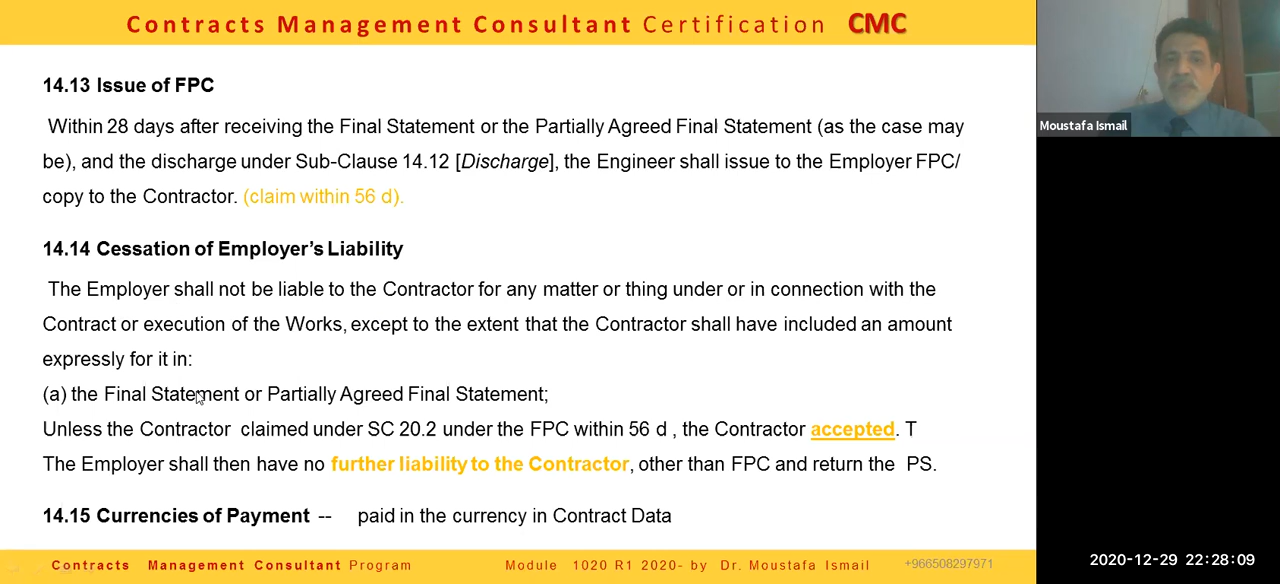 Contracts Management Consultant Certification CMC
14.13 Issue of FPC
Within 28 days after receiving the Final Statement or the Partially Agreed Final Statement (as the case may
be), and the discharge under Sub-Clause 14.12 [Discharge], the Engineer shall issue to the Employer FPC/
copy to the Contractor. (claim within 56 d).
14.14 Cessation of Employer’s Liability
The Employer shall not be liable to the Contractor for any matter or thing under or in connection with the
Contract or execution of the Works, except to the extent that the Contractor shall have included an amount
expressly for it in:
(a) the Final Statement or Partially Agreed Final Statement;
Unless the Contractor claimed under SC 20.2 under the FPC within 56 d , the Contractor accepted. T
The Employer shall then have no further liability to the Contractor, other than FPC and return the PS.
14.15 Currencies of Payment -- paid in the currency in Contract Data
Contracts Management Consultant Program Module 1020 R1 2020- by Dr. Moustafa Ismail +966508297971
Moustafa Ismail
2020-12-29 22:28:09